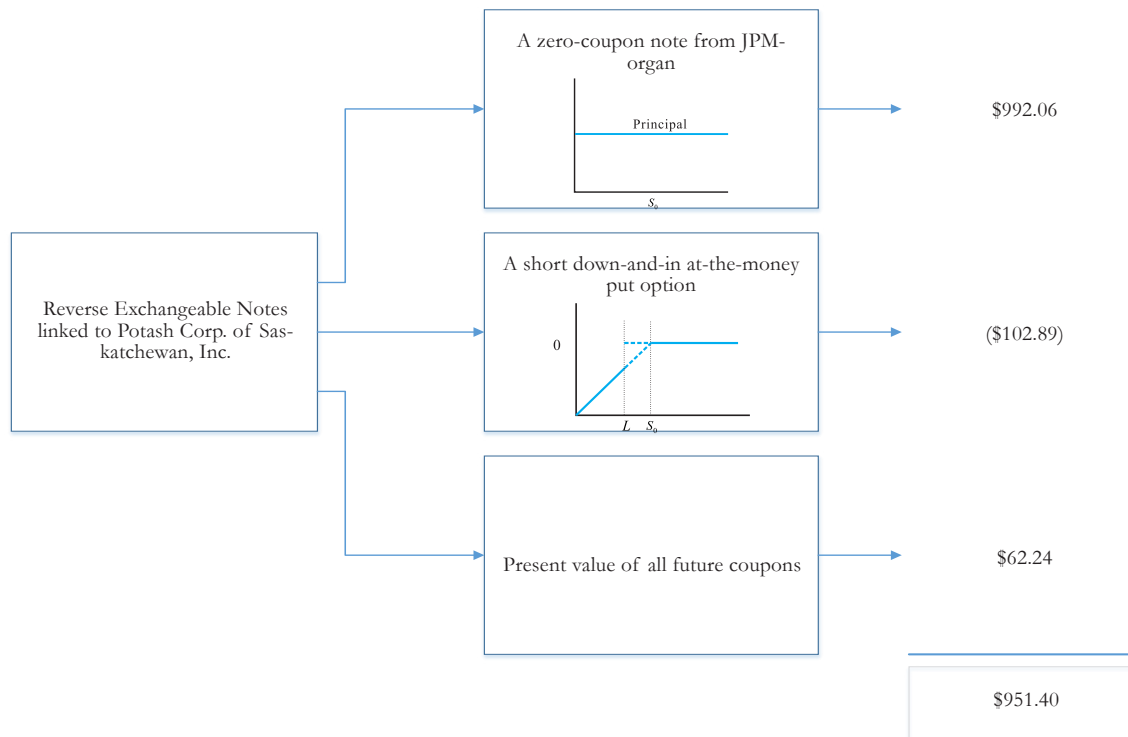 A zero-coupon note from JPM-
organ
Principal
S₀
$992.06
Reverse Exchangeable Notes
linked to Potash Corp. of Sas-
katchewan, Inc.
A short down-and-in at-the-money
put option
0
L S₀
($102.89)
Present value of all future coupons
$62.24
$951.40